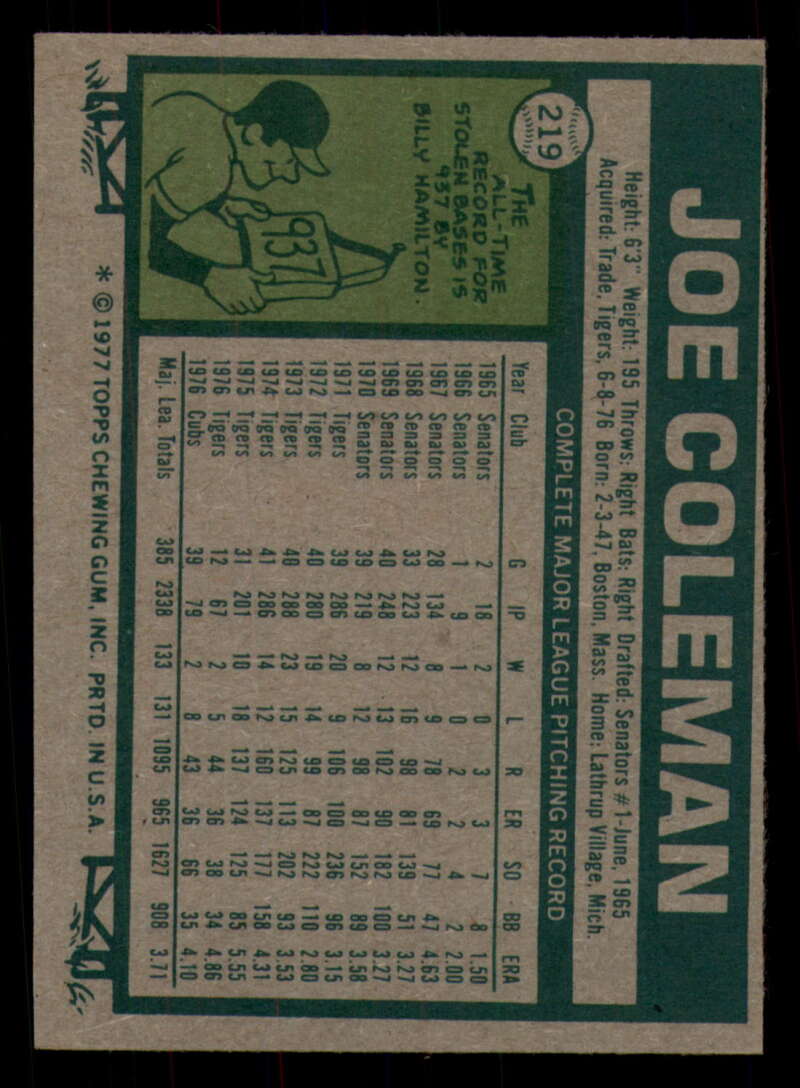 JOE COLEMAN
Height: 6'3" Weight: 195 Throws: Right Bats: Right Drafted: Senators #1-June, 1965
Acquired: Trade, Tigers, 6-8-76 Born: 2-3-47, Boston, Mass. Home: Lathrup Village, Mich.
219
THE
ALL-TIME
RECORD FOR
STOLEN BASES IS
937 BY
BILLY HAMILTON.
937
COMPLETE MAJOR LEAGUE PITCHING RECORD
Year Club G IP W L R ER SO BB ERA
1965 Senators 2 18 2 0 3 3 7 8 1.50
1966 Senators 1 9 1 0 2 2 4 2 2.00
1967 Senators 28 134 8 9 78 69 77 47 4.63
1968 Senators 33 223 12 16 98 81 139 51 3.27
1969 Senators 40 248 12 13 102 90 182 100 3.27
1970 Senators 39 219 8 12 98 87 152 89 3.58
1971 Tigers 39 286 20 9 106 100 236 96 3.15
1972 Tigers 40 280 19 14 99 87 222 110 2.80
1973 Tigers 40 288 23 15 125 113 202 93 3.53
1974 Tigers 41 286 14 12 160 137 177 158 4.31
1975 Tigers 31 201 10 18 137 124 125 85 5.55
1976 Tigers 12 67 2 5 44 36 38 34 4.86
1976 Cubs 39 79 2 8 43 36 66 35 4.10
Maj. Lea. Totals 385 2338 133 131 1095 965 1627 908 3.71
* © 1977 TOPPS CHEWING GUM, INC. PRTD. IN U.S.A.